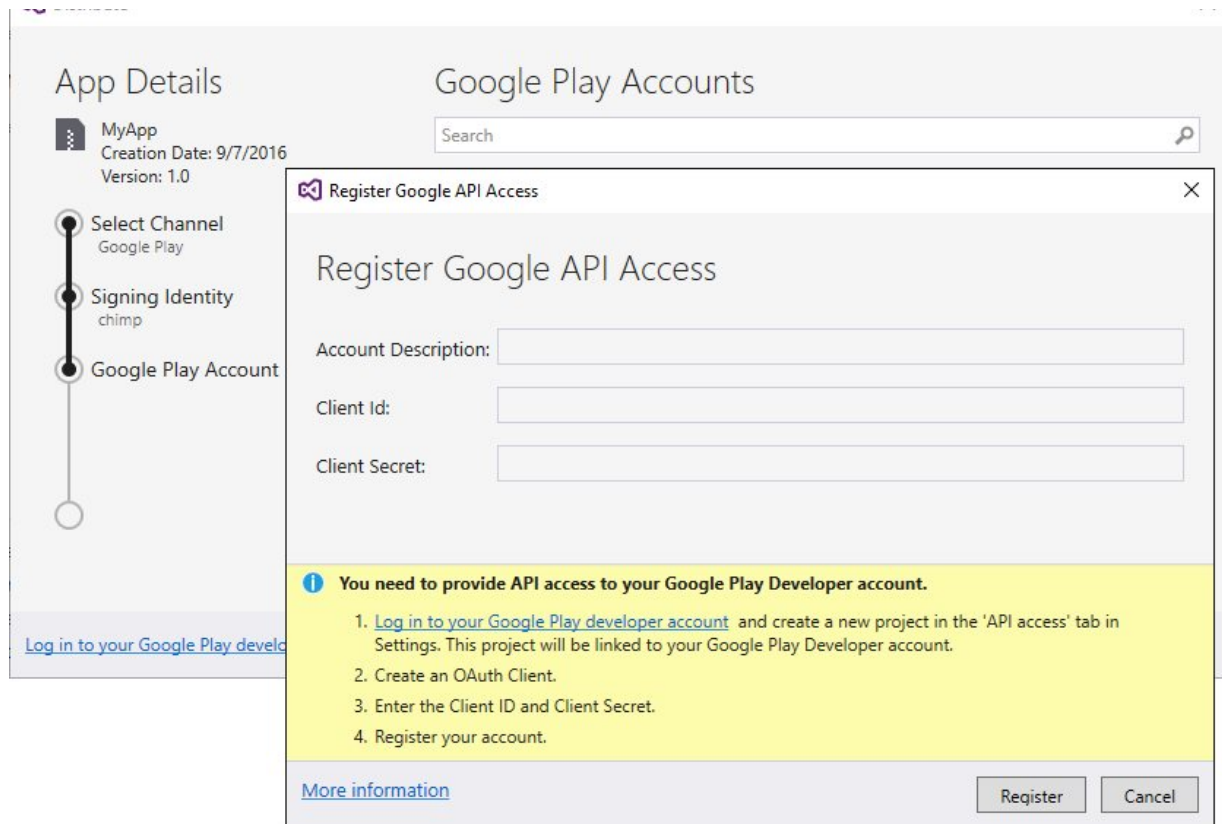 App Details
Google Play Accounts
MyApp
Creation Date: 9/7/2016
Version: 1.0
Search
Select Channel
Google Play
Signing Identity
chimp
Google Play Account
Log in to your Google Play develo
Register Google API Access
Register Google API Access
Account Description:
Client Id:
Client Secret:
You need to provide API access to your Google Play Developer account.
1. Log in to your Google Play developer account and create a new project in the 'API access' tab in
Settings. This project will be linked to your Google Play Developer account.
2. Create an OAuth Client.
3. Enter the Client ID and Client Secret.
4. Register your account.
More information
Register
Cancel